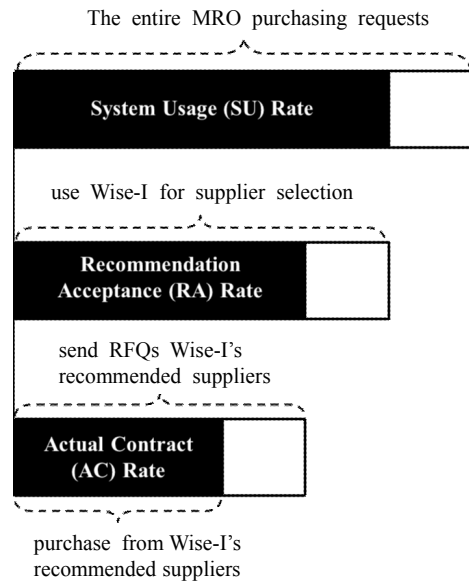 The entire MRO purchasing requests
System Usage (SU) Rate
use Wise-I for supplier selection
Recommendation
Acceptance (RA) Rate
send RFQs Wise-I's
recommended suppliers
Actual Contract
(AC) Rate
purchase from Wise-I's
recommended suppliers